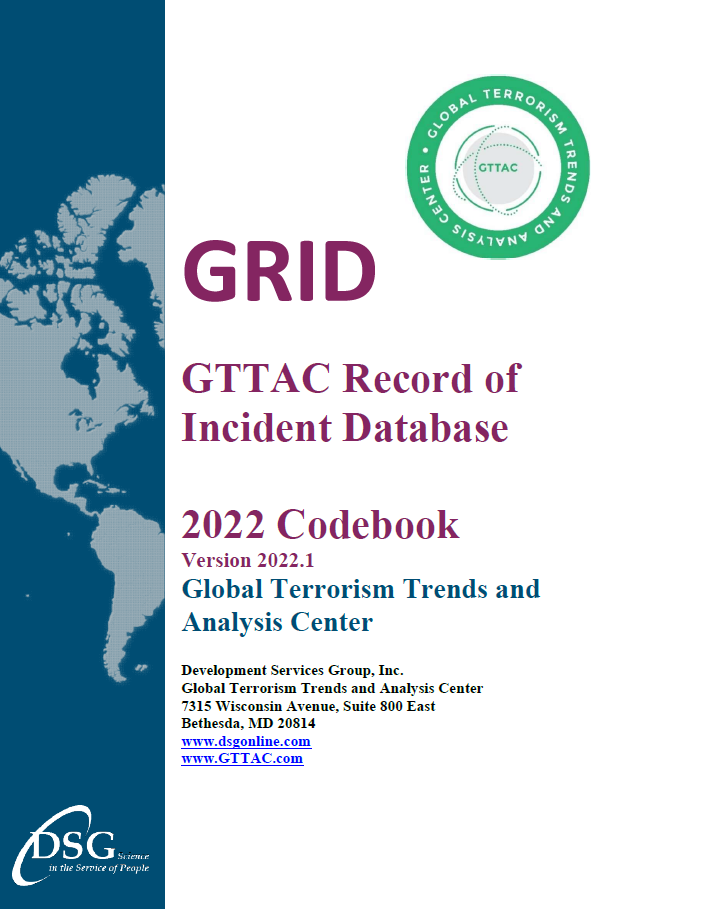 • GLOBAL TERRORISM TRENDS AND ANALYSIS CENTER
GTTAC
GRID
GTTAC Record of
Incident Database
2022 Codebook
Version 2022.1
Global Terrorism Trends and
Analysis Center
Development Services Group, Inc.
Global Terrorism Trends and Analysis Center
7315 Wisconsin Avenue, Suite 800 East
Bethesda, MD 20814
www.dsgonline.com
www.GTTAC.com
DSG Science
in the Service of People